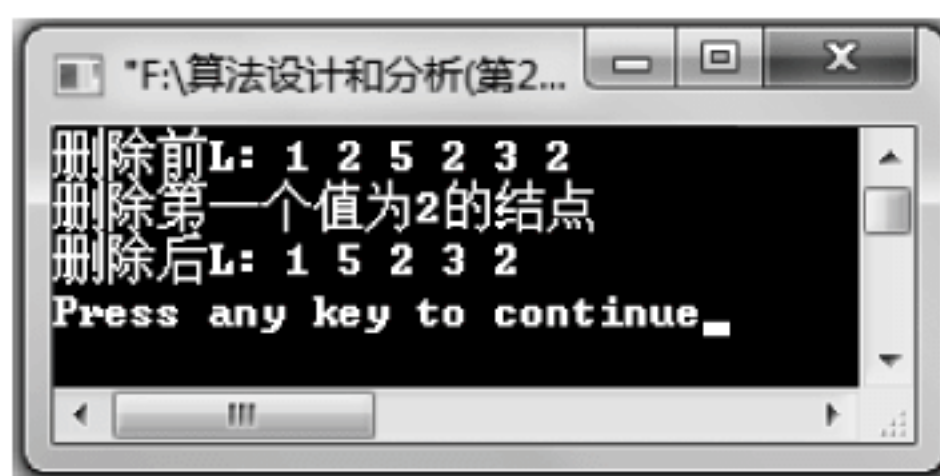 "F:\算法设计和分析(第2...
删除前L: 1 2 5 2 3 2
删除第一个值为2的结点
删除后L: 1 5 2 3 2
Press any key to continue